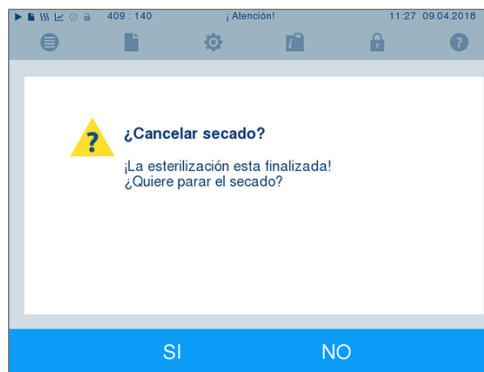 409 : 140 ¡ Atención! 11:27 09.04.2018
¿Cancelar secado?
¡La esterilización esta finalizada!
¿Quiere parar el secado?
SI NO